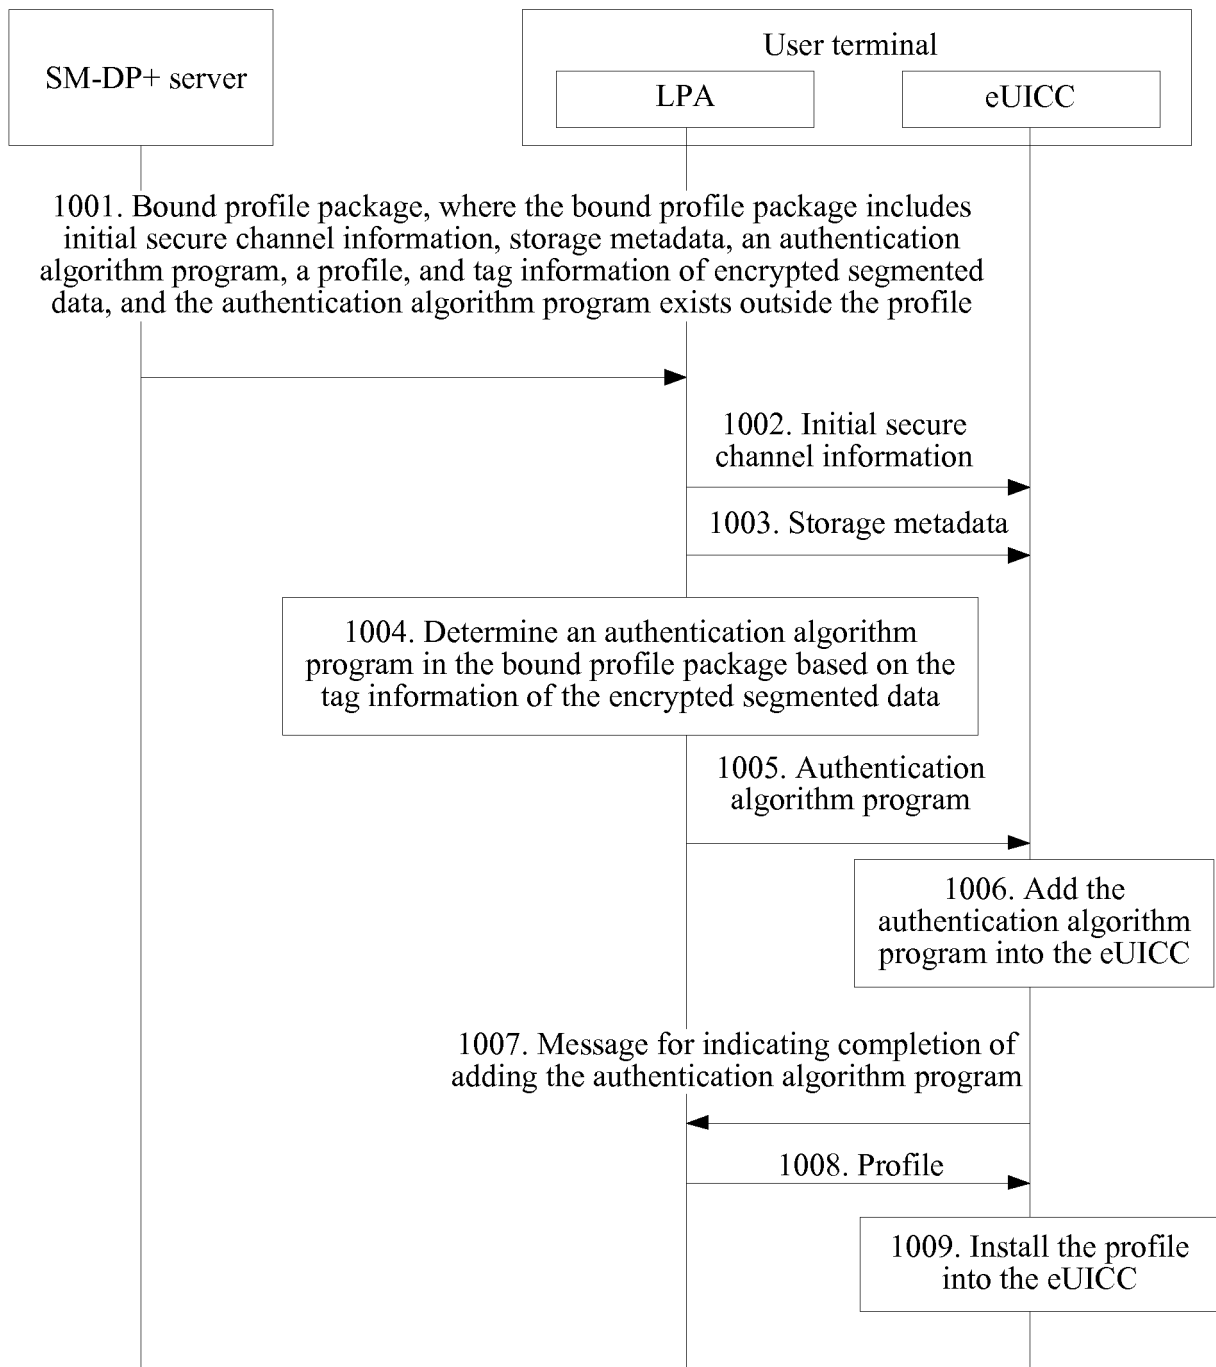 SM-DP+ server
User terminal
LPA
eUICC
1001. Bound profile package, where the bound profile package includes
initial secure channel information, storage metadata, an authentication
algorithm program, a profile, and tag information of encrypted segmented
data, and the authentication algorithm program exists outside the profile
1002. Initial secure
channel information
1003. Storage metadata
1004. Determine an authentication algorithm
program in the bound profile package based on the
tag information of the encrypted segmented data
1005. Authentication
algorithm program
1006. Add the
authentication algorithm
program into the eUICC
1007. Message for indicating completion of
adding the authentication algorithm program
1008. Profile
1009. Install the profile
into the eUICC